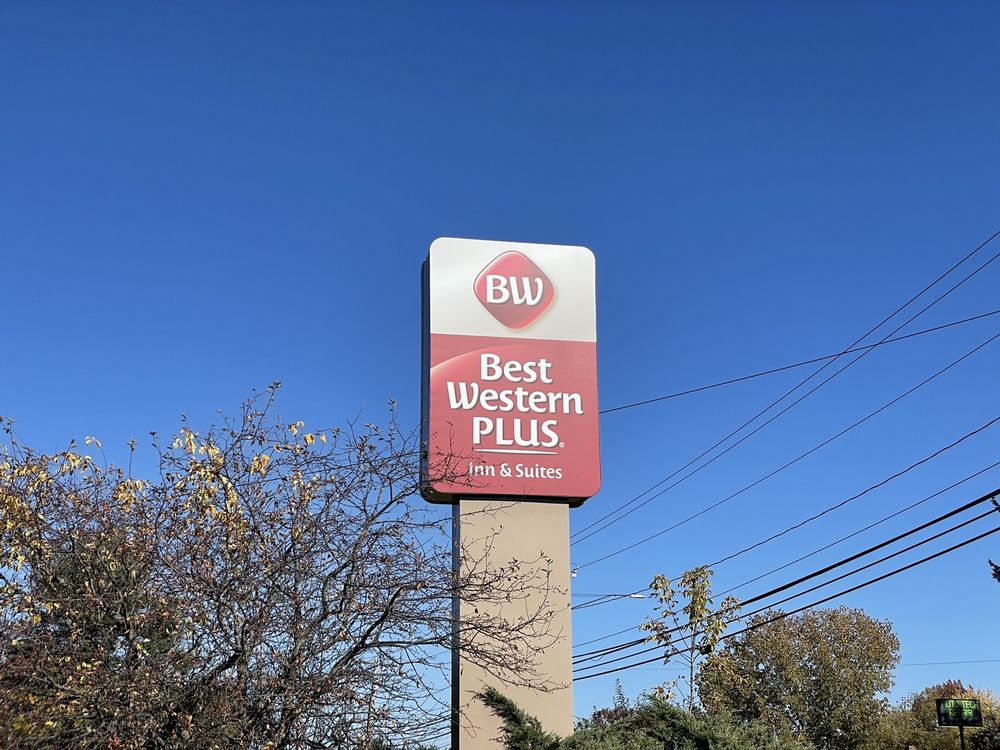 BW
Best
Western
PLUS®
Inn & Suites